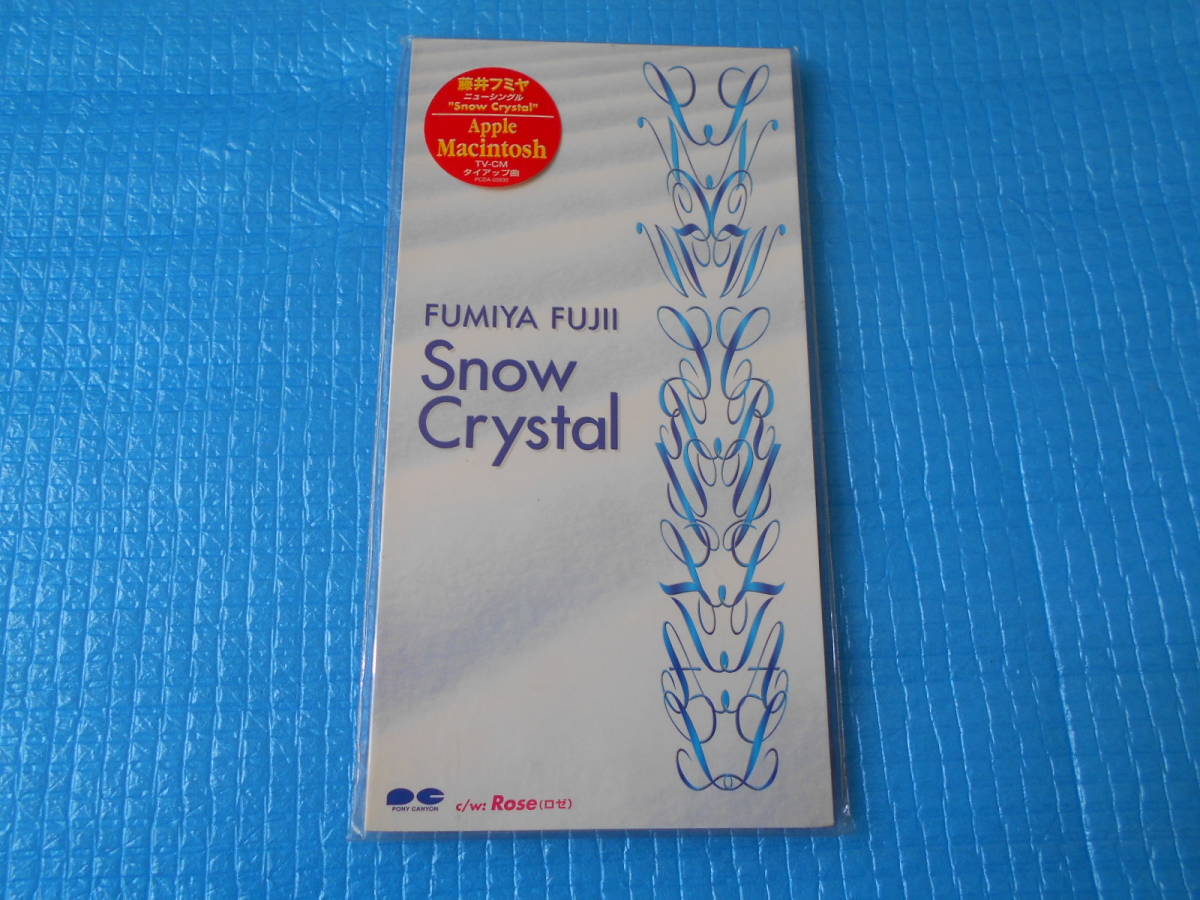 藤井フミヤ
ニューシングル
"Snow Crystal"
Apple
Macintosh
TV-CM
タイアップ曲
FUMIYA FUJII
Snow
Crystal
PONY CANYON
c/w: Rose (ロゼ)